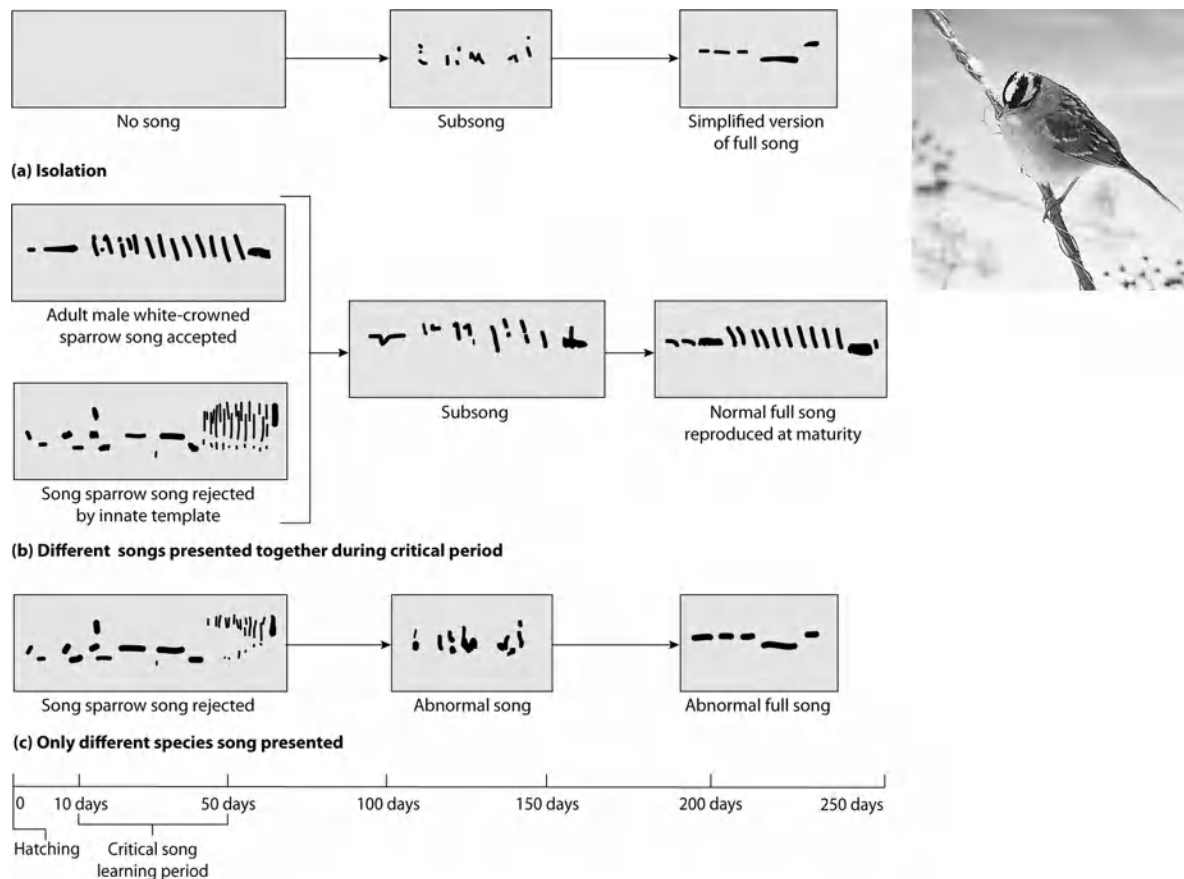 No song
Subsong
Simplified version
of full song
(a) Isolation
Adult male white-crowned
sparrow song accepted
Song sparrow song rejected
by innate template
Subsong
Normal full song
reproduced at maturity
(b) Different songs presented together during critical period
Song sparrow song rejected
Abnormal song
Abnormal full song
(c) Only different species song presented
0 10 days 50 days 100 days 150 days 200 days 250 days
Hatching
Critical song
learning period